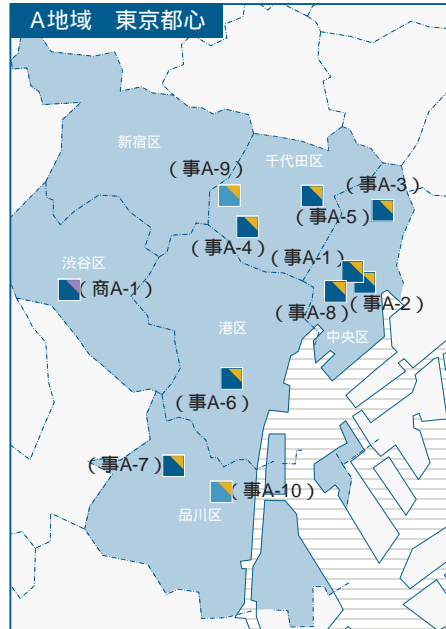 A地域 東京都心
新宿区
(事A-9)
千代田区
(事A-3)
(事A-5)
(事A-4)
(事A-1)
渋谷区
(商A-1)
(事A-2)
(事A-8)
港区
中央区
(事A-6)
(事A-7)
(事A-10)
品川区